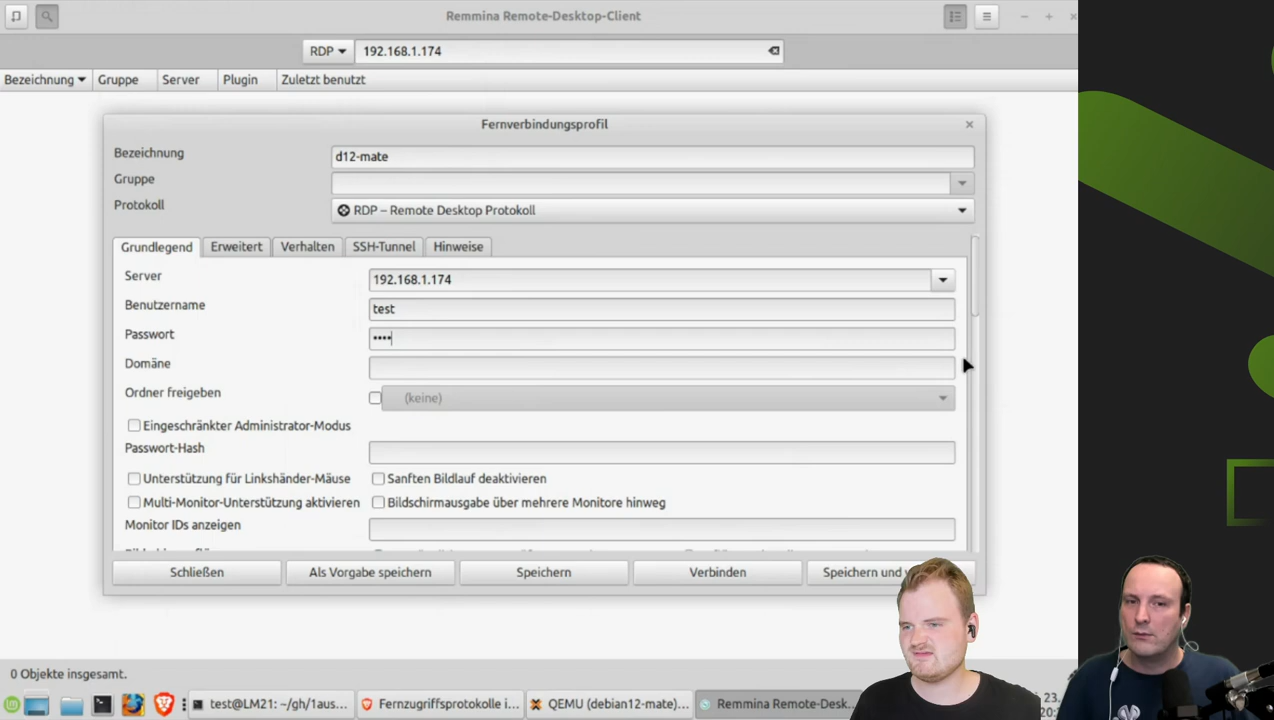 Remmina Remote-Desktop-Client
RDP 192.168.1.174
Bezeichnung Gruppe Server Plugin Zuletzt benutzt
Fernverbindungsprofil
Bezeichnung d12-mate
Gruppe
Protokoll RDP – Remote Desktop Protokoll
Grundlegend Erweitert Verhalten SSH-Tunnel Hinweise
Server 192.168.1.174
Benutzername test
Passwort ••••
Domäne
Ordner freigeben (keine)
Eingeschränkter Administrator-Modus
Passwort-Hash
Unterstützung für Linkshänder-Mäuse Sanften Bildlauf deaktivieren
Multi-Monitor-Unterstützung aktivieren Bildschirmausgabe über mehrere Monitore hinweg
Monitor IDs anzeigen
Schließen Als Vorgabe speichern Speichern Verbinden Speichern und
0 Objekte insgesamt.
test@LM21: ~/gh/1aus... Fernzugriffsprotokolle i... QEMU (debian12-mate)... Remmina Remote-Desk... 23.